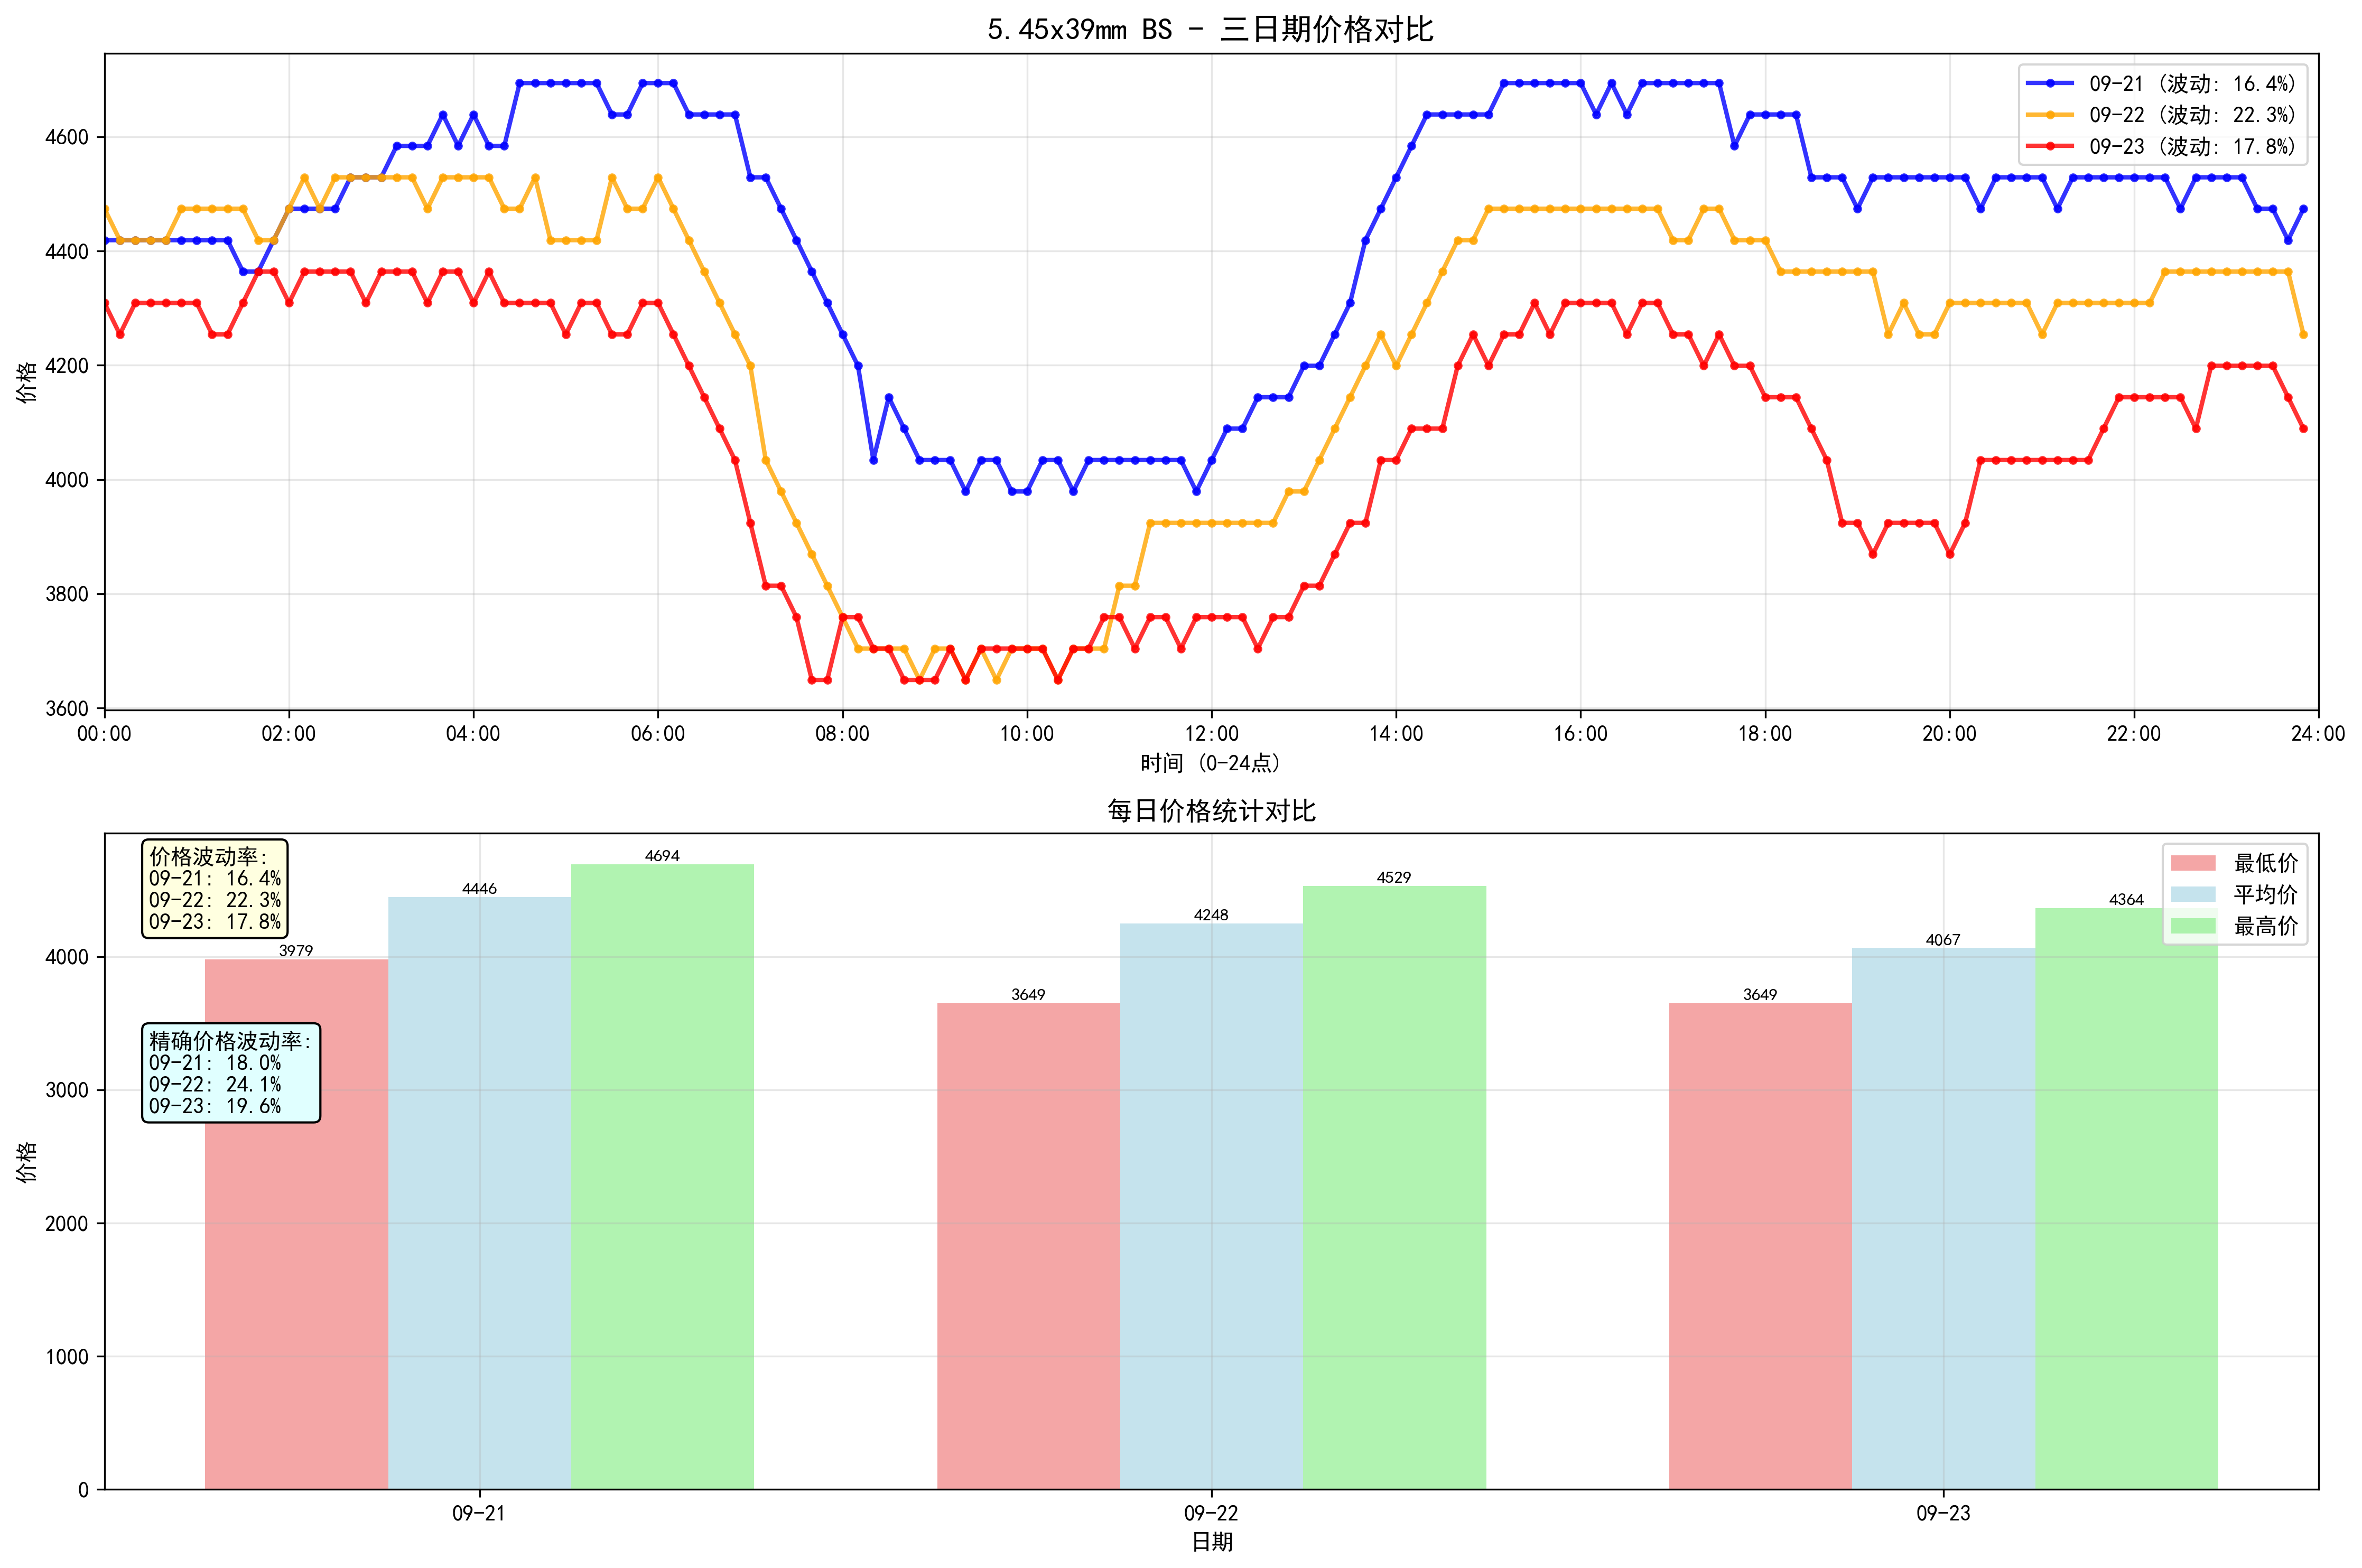 5.45x39mm BS - 三日期价格对比
09-21 (波动: 16.4%)
09-22 (波动: 22.3%)
09-23 (波动: 17.8%)
价格
4600
4400
4200
4000
3800
3600
00:00 02:00 04:00 06:00 08:00 10:00 12:00 14:00 16:00 18:00 20:00 22:00 24:00
时间 (0-24点)
每日价格统计对比
价格波动率:
09-21: 16.4%
09-22: 22.3%
09-23: 17.8%
精确价格波动率:
09-21: 18.0%
09-22: 24.1%
09-23: 19.6%
最低价
平均价
最高价
3979
4446
4694
3649
4248
4529
3649
4067
4364
价格
4000
3000
2000
1000
0
09-21 09-22 09-23
日期